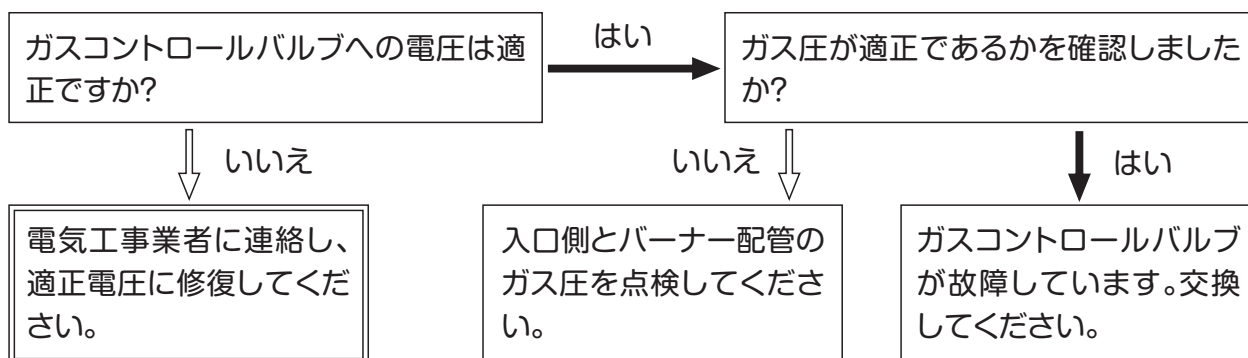 ガスコントロールバルブへの電圧は適
正ですか?
はい
ガス圧が適正であるかを確認しました
か?
いいえ
いいえ
はい
電気工事業者に連絡し、
適正電圧に修復してくだ
さい。
入口側とバーナー配管の
ガス圧を点検してくださ
い。
ガスコントロールバルブ
が故障しています。交換
してください。